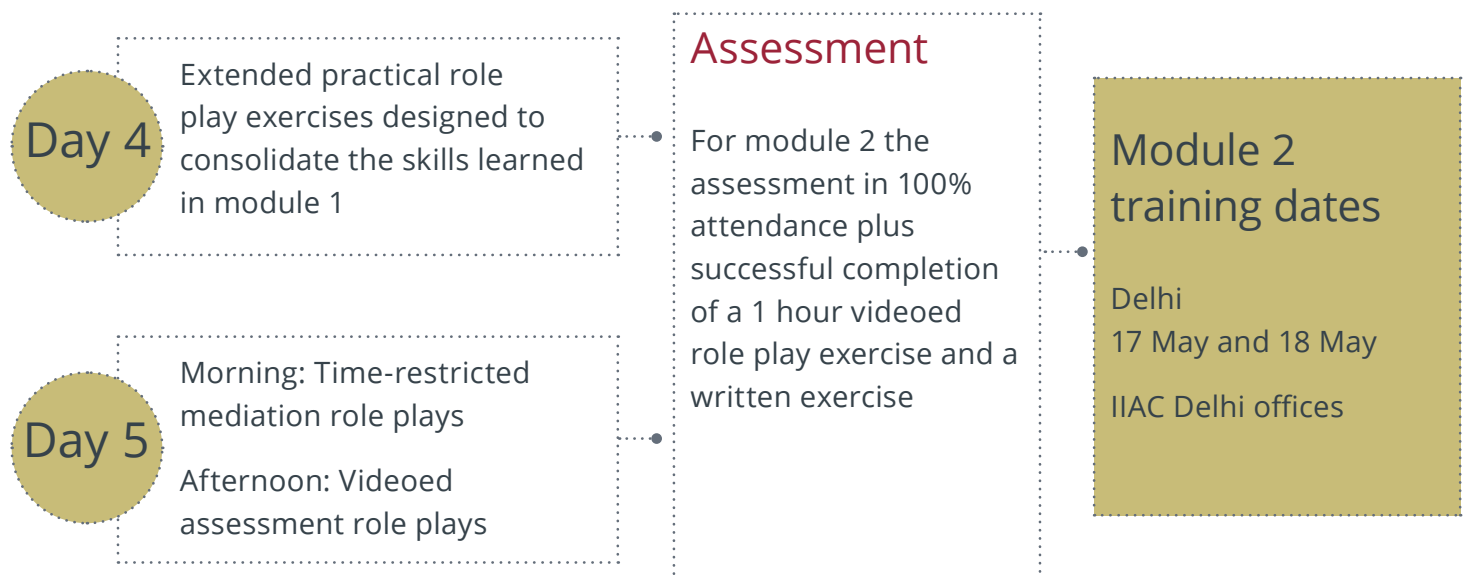 Day 4
Extended practical role
play exercises designed to
consolidate the skills learned
in module 1
Day 5
Morning: Time-restricted
mediation role plays
Afternoon: Videoed
assessment role plays
Assessment
For module 2 the
assessment in 100%
attendance plus
successful completion
of a 1 hour videoed
role play exercise and a
written exercise
Module 2
training dates
Delhi
17 May and 18 May
IIAC Delhi offices